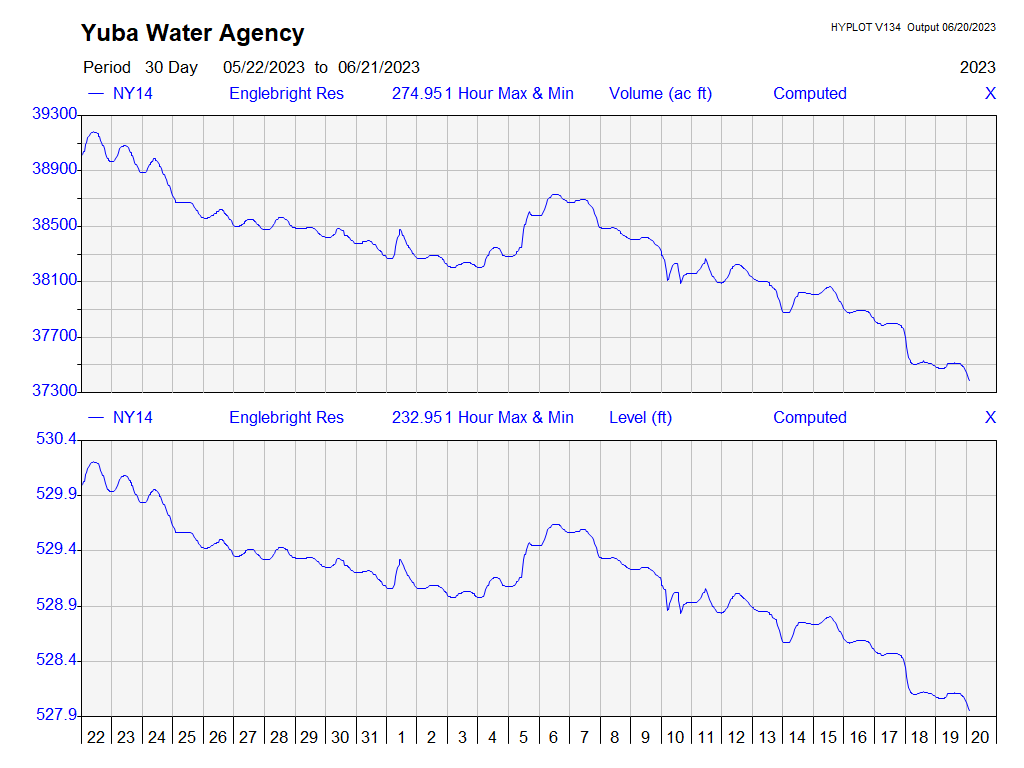 Yuba Water Agency
HYPLOT V134 Output 06/20/2023
Period 30 Day 05/22/2023 to 06/21/2023 2023
— NY14 Englebright Res 274.951 Hour Max & Min Volume (ac ft) Computed X
39300
38900
38500
38100
37700
37300
— NY14 Englebright Res 232.951 Hour Max & Min Level (ft) Computed X
530.4
529.9
529.4
528.9
528.4
527.9
22 23 24 25 26 27 28 29 30 31 1 2 3 4 5 6 7 8 9 10 11 12 13 14 15 16 17 18 19 20